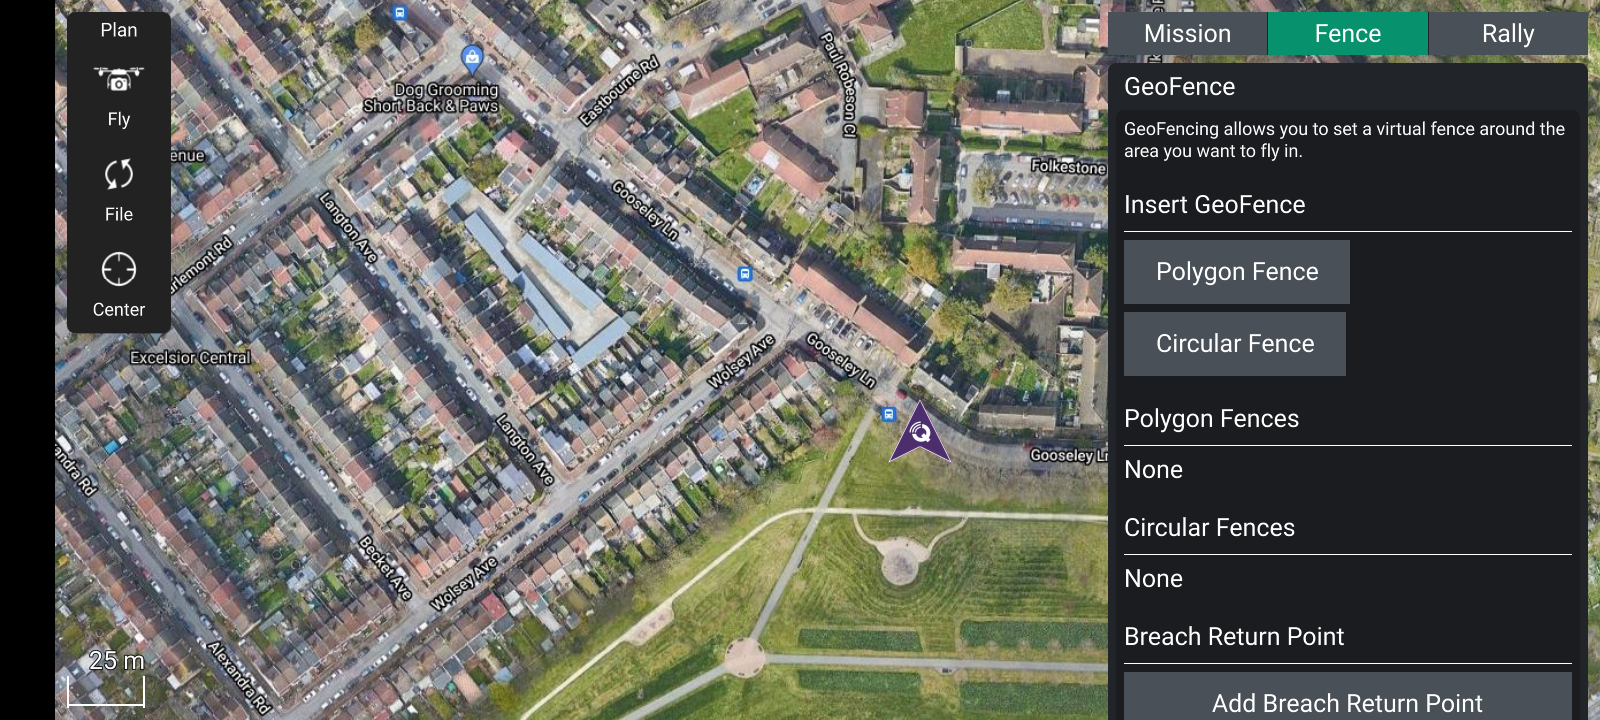 Plan
Fly
File
Center
Dog Grooming
Short Back & Paws
Eastbourne Rd
Paul Robeson Cl
Folkestone
enue
Langton Ave
Gooseley Ln
rlemont Rd
Excelsior Central
Wolsey Ave
Gooseley Ln
Langton Ave
Gooseley Ln
andra Rd
Becket Ave
Wolsey Ave
Alexandra Rd
25 m
Mission
Fence
Rally
GeoFence
GeoFencing allows you to set a virtual fence around the
area you want to fly in.
Insert GeoFence
Polygon Fence
Circular Fence
Polygon Fences
None
Circular Fences
None
Breach Return Point
Add Breach Return Point